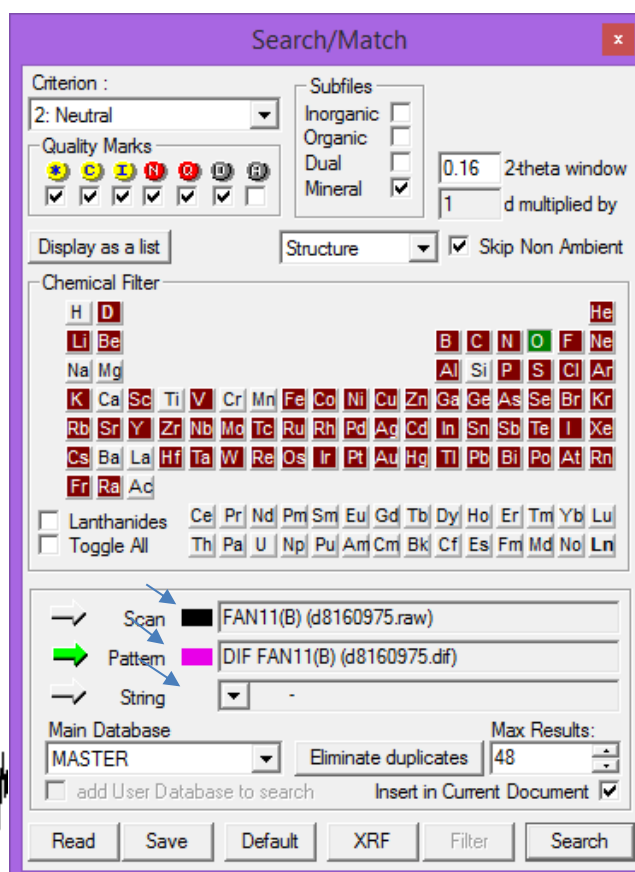 Search/Match x
Criterion :
2: Neutral
Subfiles
Inorganic
Organic
Dual
Mineral
Quality Marks
* C I N Q
0.16 2-theta window
1 d multiplied by
Display as a list Structure Skip Non Ambient
Chemical Filter
H D He
Li Be B C N O F Ne
Na Mg Al Si P S Cl Ar
K Ca Sc Ti V Cr Mn Fe Co Ni Cu Zn Ga Ge As Se Br Kr
Rb Sr Y Zr Nb Mo Tc Ru Rh Pd Ag Cd In Sn Sb Te I Xe
Cs Ba La Hf Ta W Re Os Ir Pt Au Hg Tl Pb Bi Po At Rn
Fr Ra Ac
Lanthanides Ce Pr Nd Pm Sm Eu Gd Tb Dy Ho Er Tm Yb Lu
Toggle All Th Pa U Np Pu Am Cm Bk Cf Es Fm Md No Ln
Scan FAN11(B) (d8160975.raw)
Pattern DIF FAN11(B) (d8160975.dif)
String -
Main Database Max Results:
MASTER Eliminate duplicates 48
add User Database to search Insert in Current Document
Read Save Default XRF Filter Search